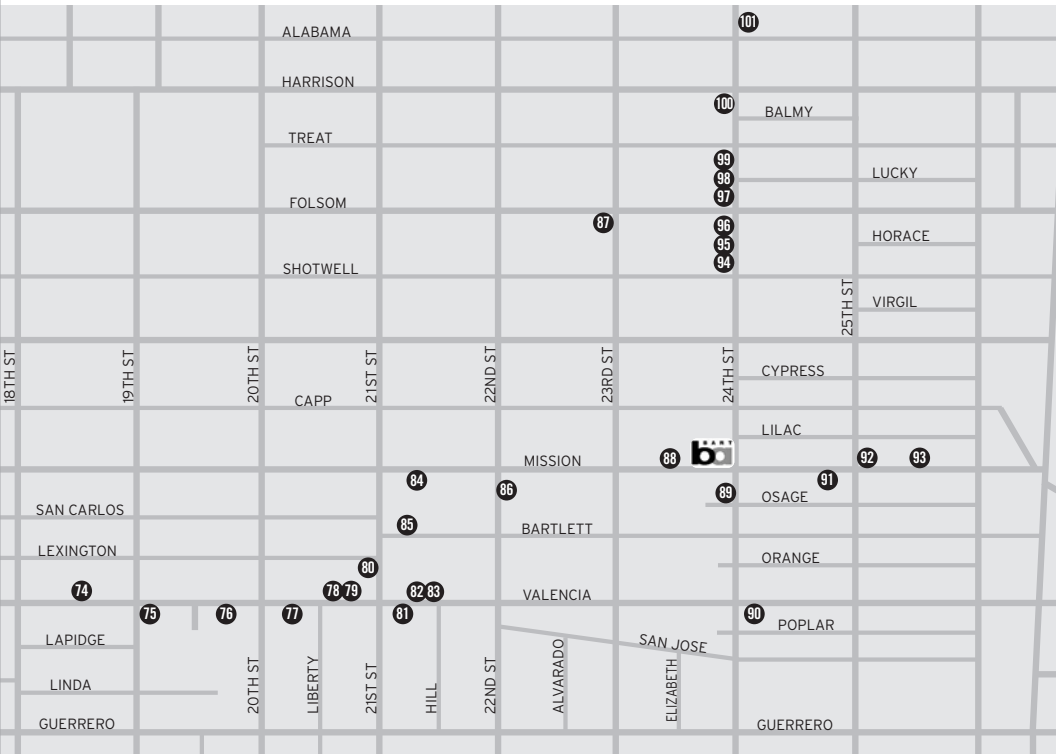 101
ALABAMA
HARRISON
100
BALMY
TREAT
99
98
LUCKY
97
FOLSOM
87
96
HORACE
95
94
SHOTWELL
VIRGIL
25TH ST
18TH ST
19TH ST
20TH ST
21ST ST
22ND ST
23RD ST
24TH ST
CYPRESS
CAPP
LILAC
BART
ba
MISSION
88
92
93
84
91
86
89
OSAGE
SAN CARLOS
85
BARTLETT
LEXINGTON
ORANGE
80
74
78
79
82
83
VALENCIA
75
76
77
81
90
POPLAR
LAPIDGE
SAN JOSE
20TH ST
LIBERTY
21ST ST
HILL
22ND ST
ALVARADO
ELIZABETH
LINDA
GUERRERO
GUERRERO